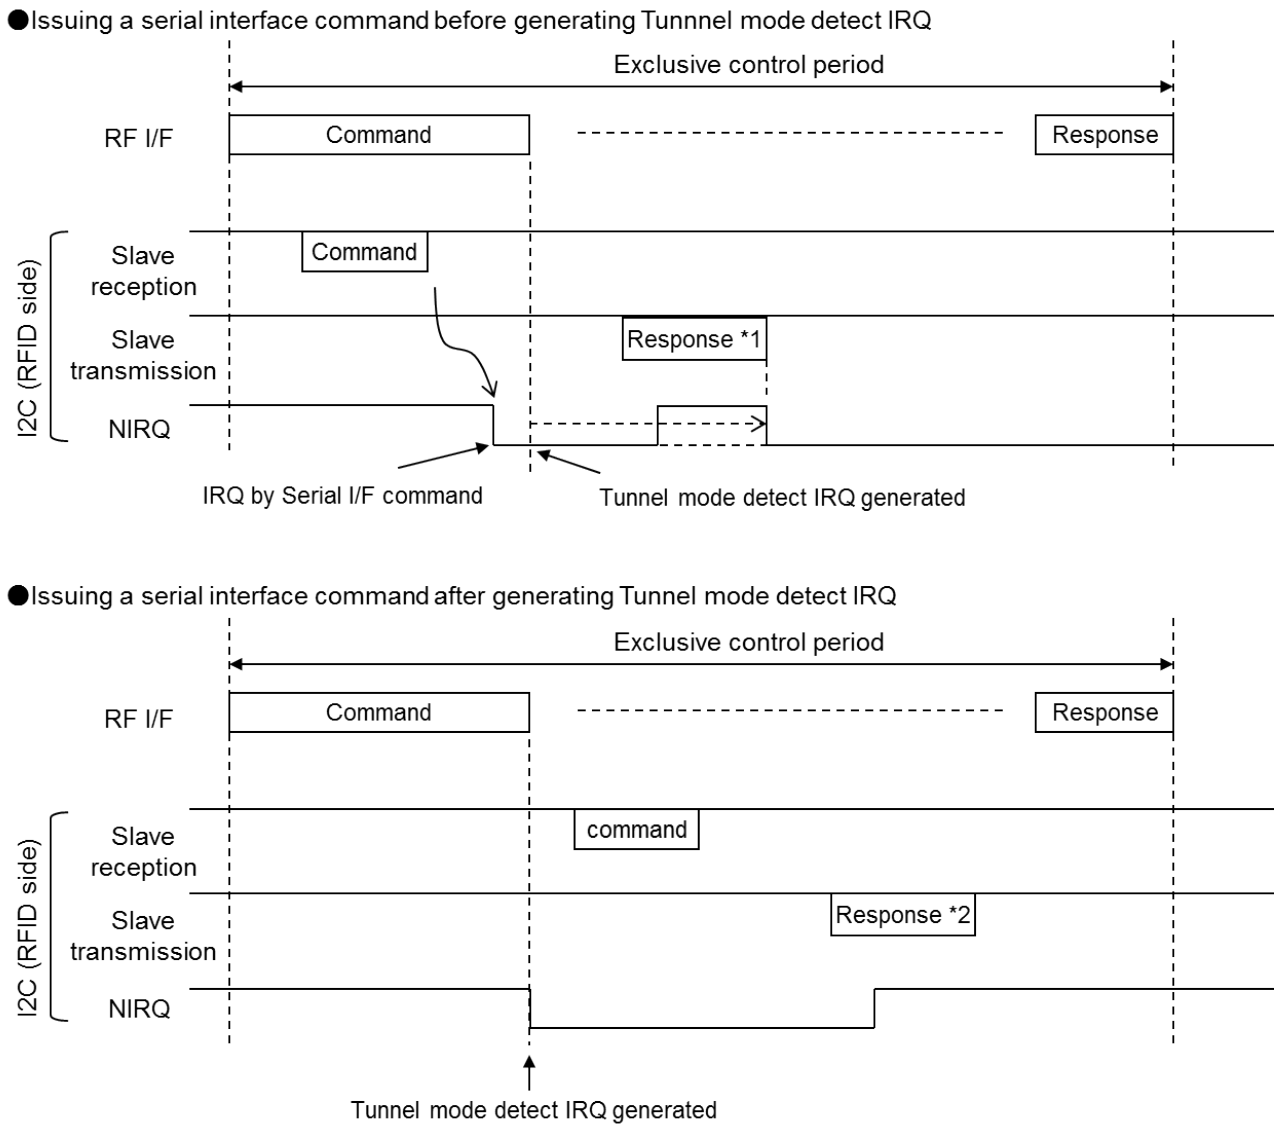 ●Issuing a serial interface command before generating Tunnnel mode detect IRQ
Exclusive control period
RF I/F
Command
Response
I2C (RFID side)
Slave
reception
Command
Slave
transmission
Response *1
NIRQ
IRQ by Serial I/F command
Tunnel mode detect IRQ generated
●Issuing a serial interface command after generating Tunnel mode detect IRQ
Exclusive control period
RF I/F
Command
Response
I2C (RFID side)
Slave
reception
command
Slave
transmission
Response *2
NIRQ
Tunnel mode detect IRQ generated